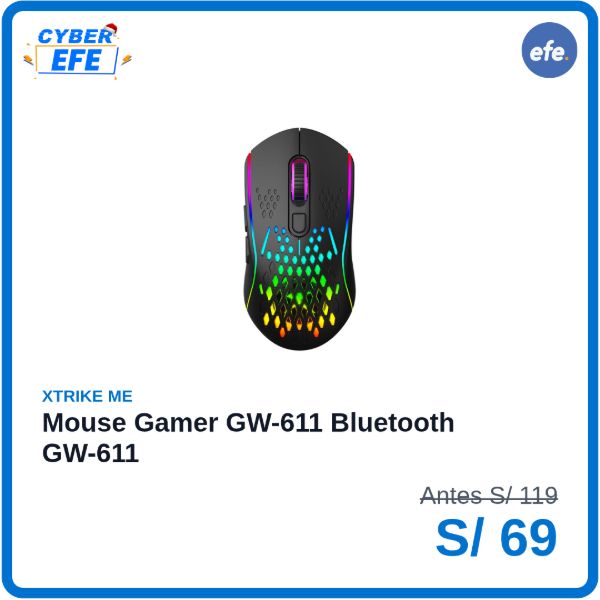 CYBER
EFE
efe.
XTRIKE ME
Mouse Gamer GW-611 Bluetooth
GW-611
Antes S/ 119
S/ 69